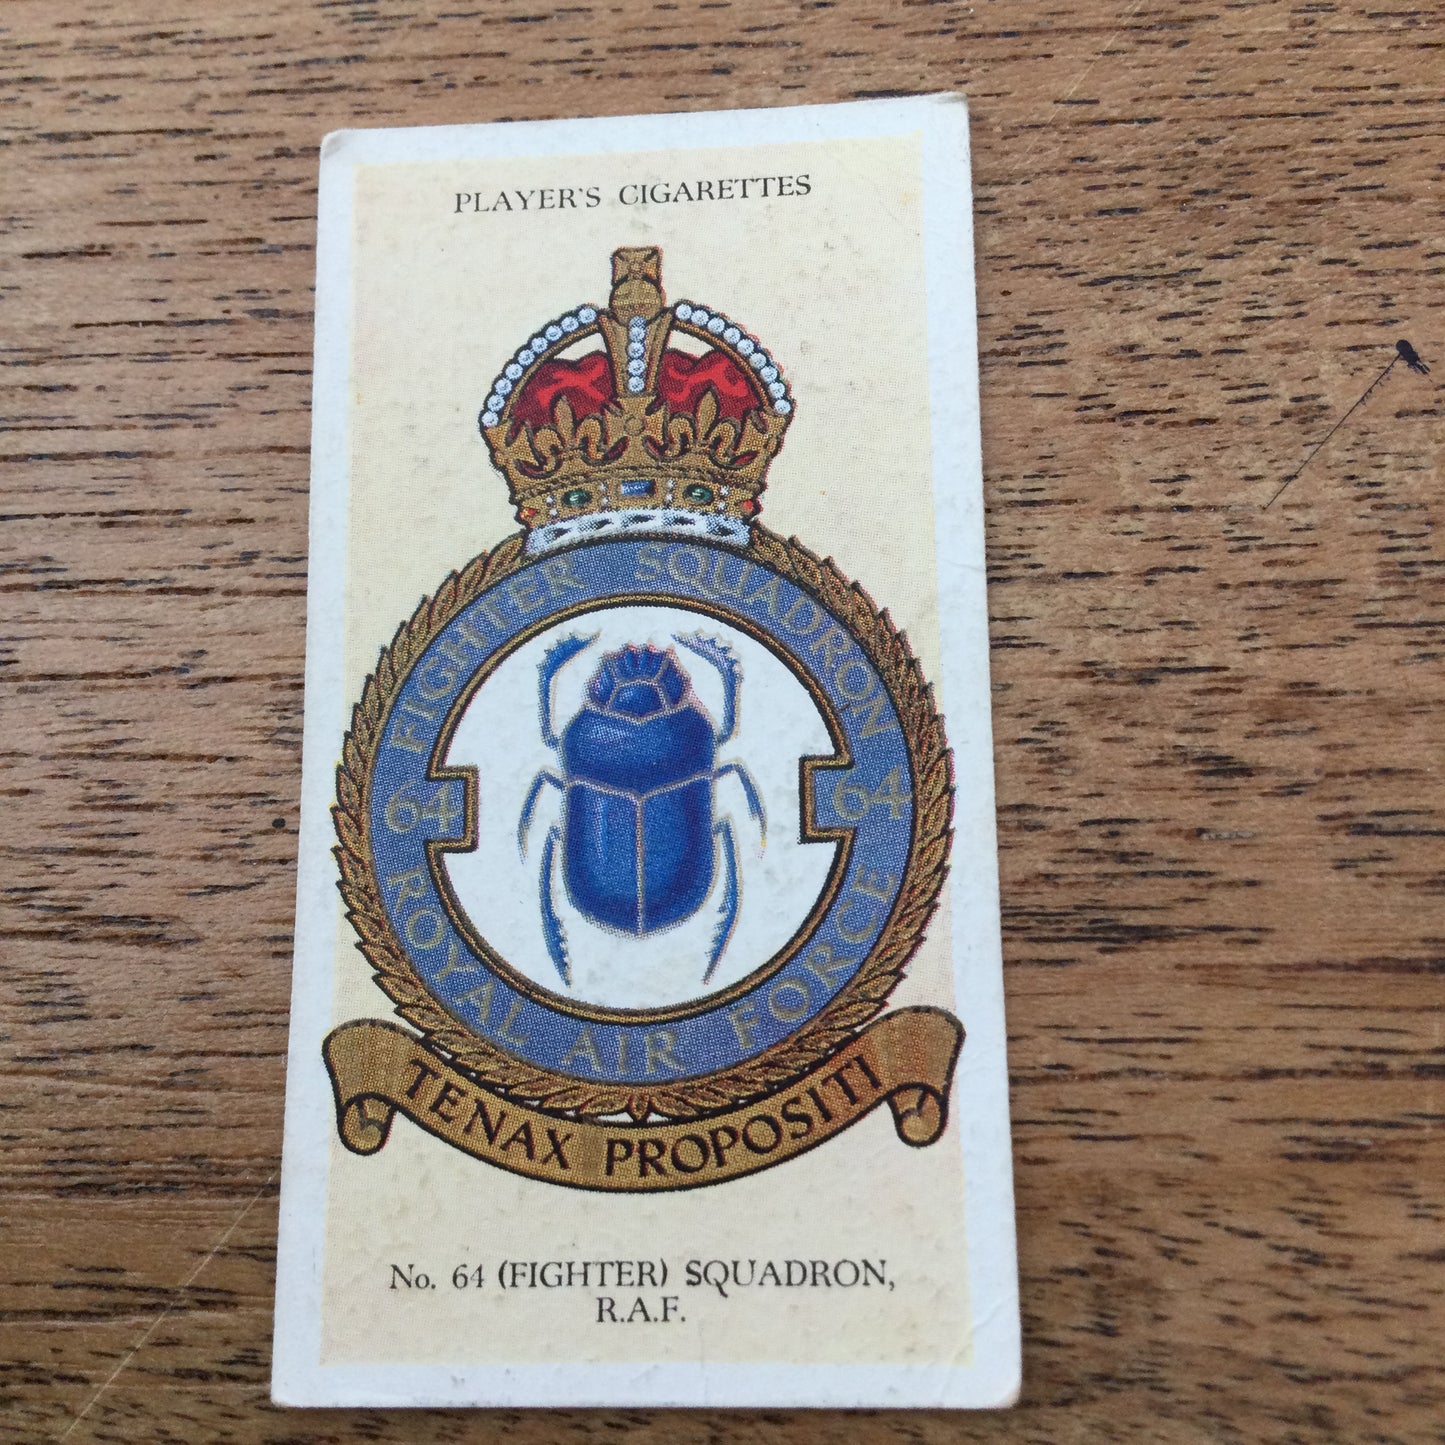 PLAYER'S CIGARETTES
FIGHTER SQUADRON
64 64
ROYAL AIR FORCE
TENAX PROPOSITI
No. 64 (FIGHTER) SQUADRON,
R.A.F.